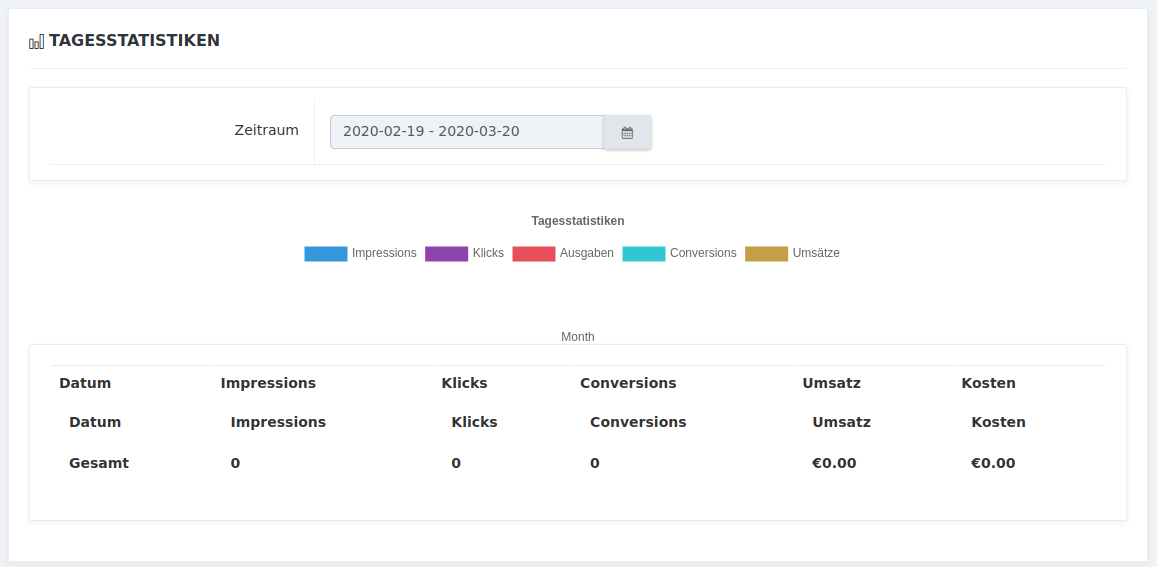 TAGESSTATISTIKEN
Zeitraum 2020-02-19 - 2020-03-20
Tagesstatistiken
Impressions Klicks Ausgaben Conversions Umsätze
Month
Datum Impressions Klicks Conversions Umsatz Kosten
Datum Impressions Klicks Conversions Umsatz Kosten
Gesamt 0 0 0 €0.00 €0.00